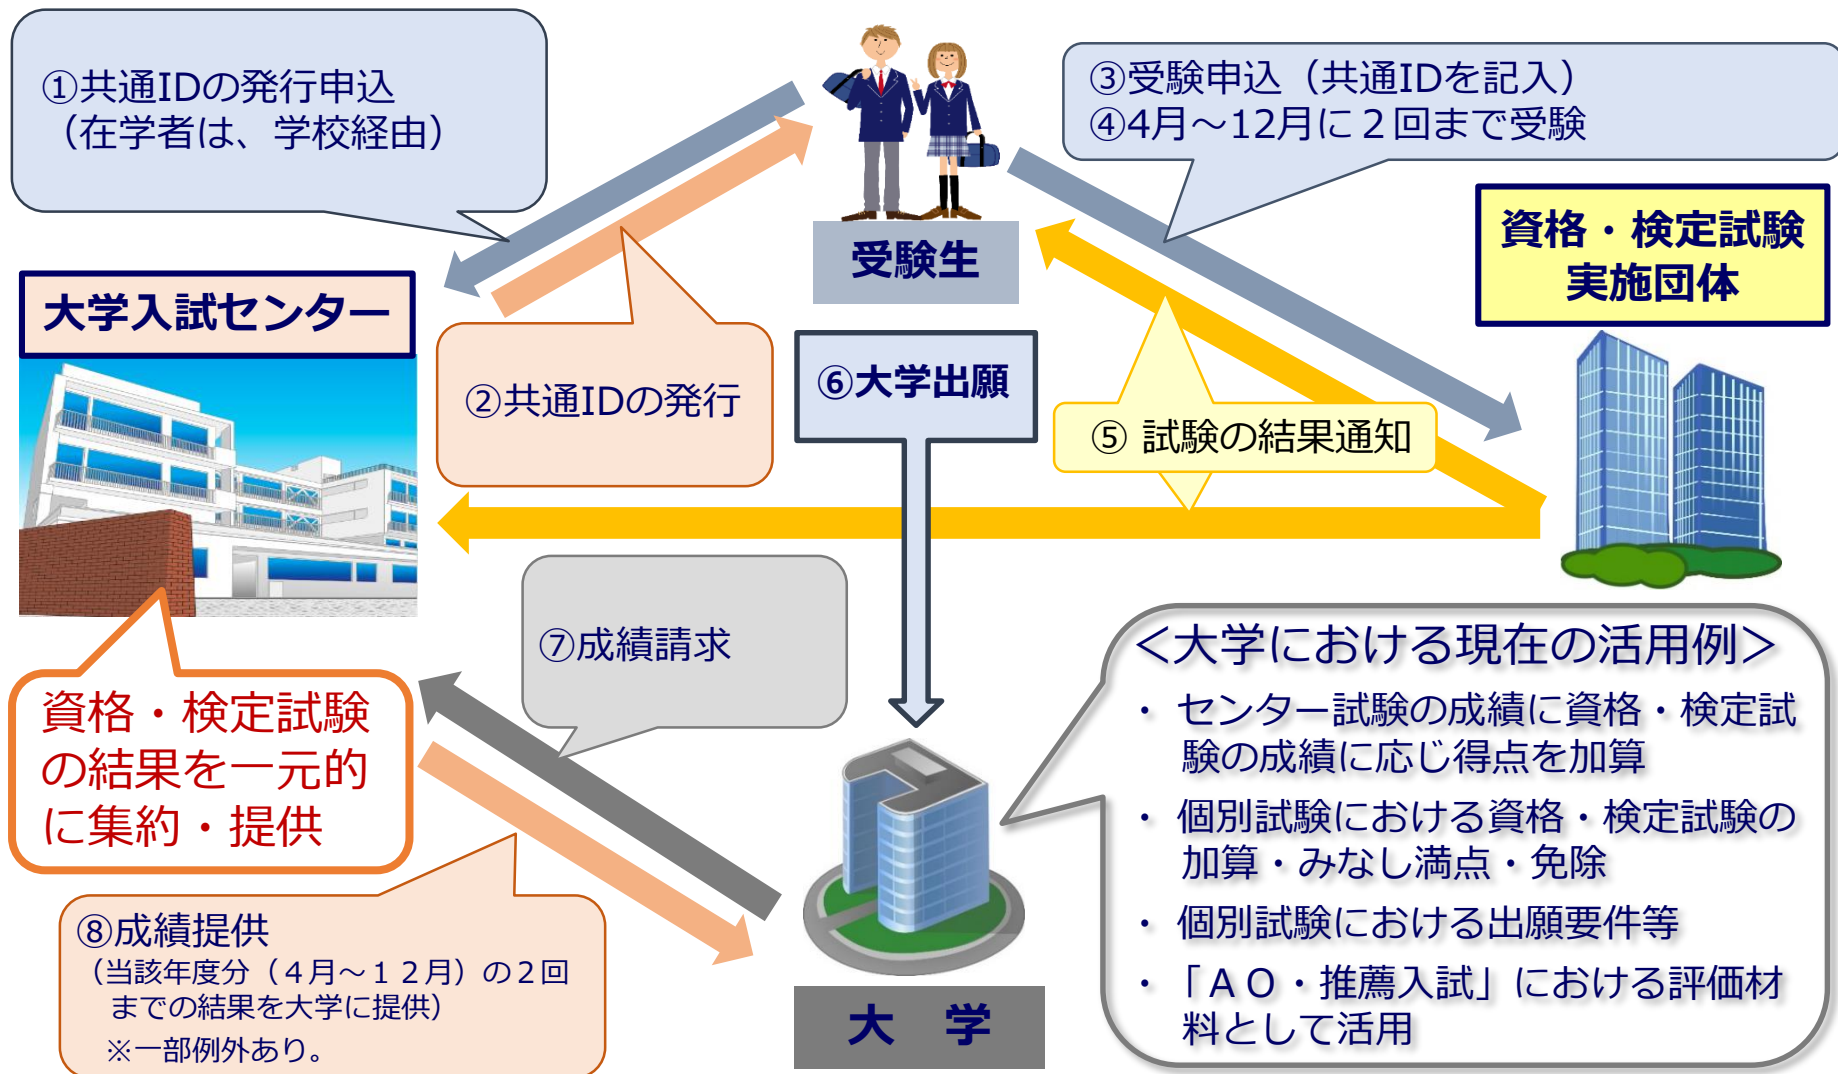 ①共通IDの発行申込
（在学者は、学校経由）
③受験申込（共通IDを記入）
④4月～12月に２回まで受験
受験生
資格・検定試験
実施団体
大学入試センター
②共通IDの発行
⑥大学出願
⑤ 試験の結果通知
⑦成績請求
資格・検定試験
の結果を一元的
に集約・提供
⑧成績提供
（当該年度分（４月～１２月）の２回
までの結果を大学に提供）
※一部例外あり。
大　学
＜大学における現在の活用例＞
・ センター試験の成績に資格・検定試
験の成績に応じ得点を加算
・ 個別試験における資格・検定試験の
加算・みなし満点・免除
・ 個別試験における出願要件等
・ 「ＡＯ・推薦入試」における評価材
料として活用